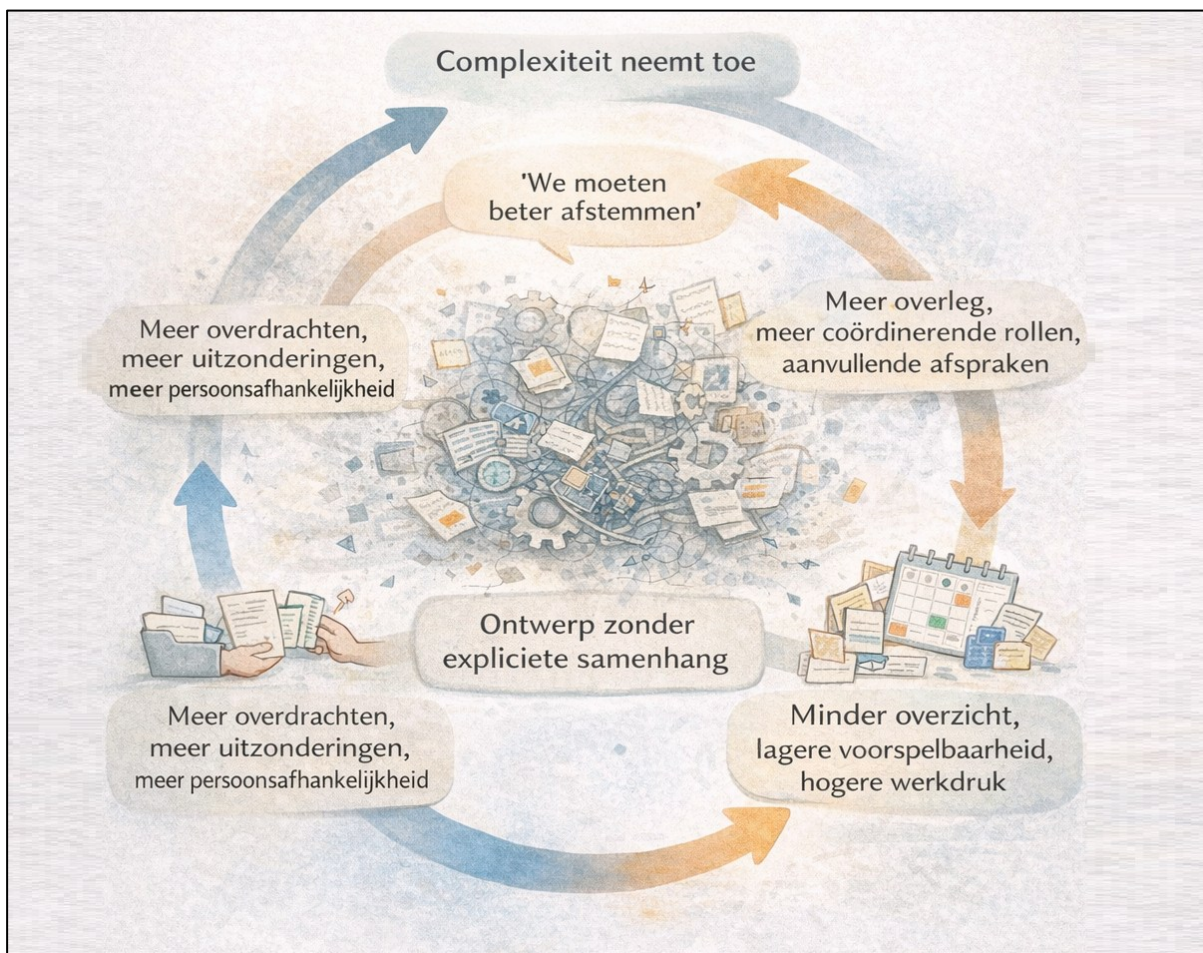 Complexiteit neemt toe
'We moeten
beter afstemmen'
Meer overdrachten,
meer uitzonderingen,
meer persoonsafhankelijkheid
Meer overleg,
meer coördinerende rollen,
aanvullende afspraken
Ontwerp zonder
expliciete samenhang
Meer overdrachten,
meer uitzonderingen,
meer persoonsafhankelijkheid
Minder overzicht,
lagere voorspelbaarheid,
hogere werkdruk